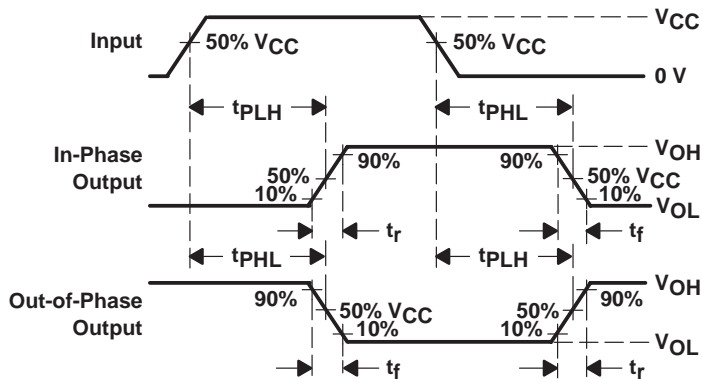 VCC
Input
50% VCC
50% VCC
0 V
tPLH
tPHL
In-Phase
Output
VOH
90%
90%
50%
50% VCC
10%
10%
VOL
tr
tf
tPHL
tPLH
Out-of-Phase
Output
VOH
90%
90%
50% VCC
50%
10%
10%
VOL
tf
tr